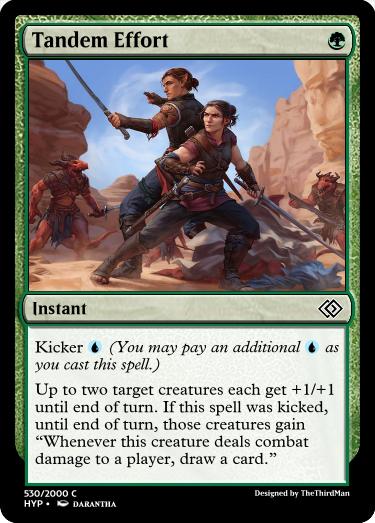 Tandem Effort
Instant
Kicker (You may pay an additional as
you cast this spell.)
Up to two target creatures each get +1/+1
until end of turn. If this spell was kicked,
until end of turn, those creatures gain
“Whenever this creature deals combat
damage to a player, draw a card.”
530/2000 C
HYP • DARANTHA
Designed by TheThirdMan